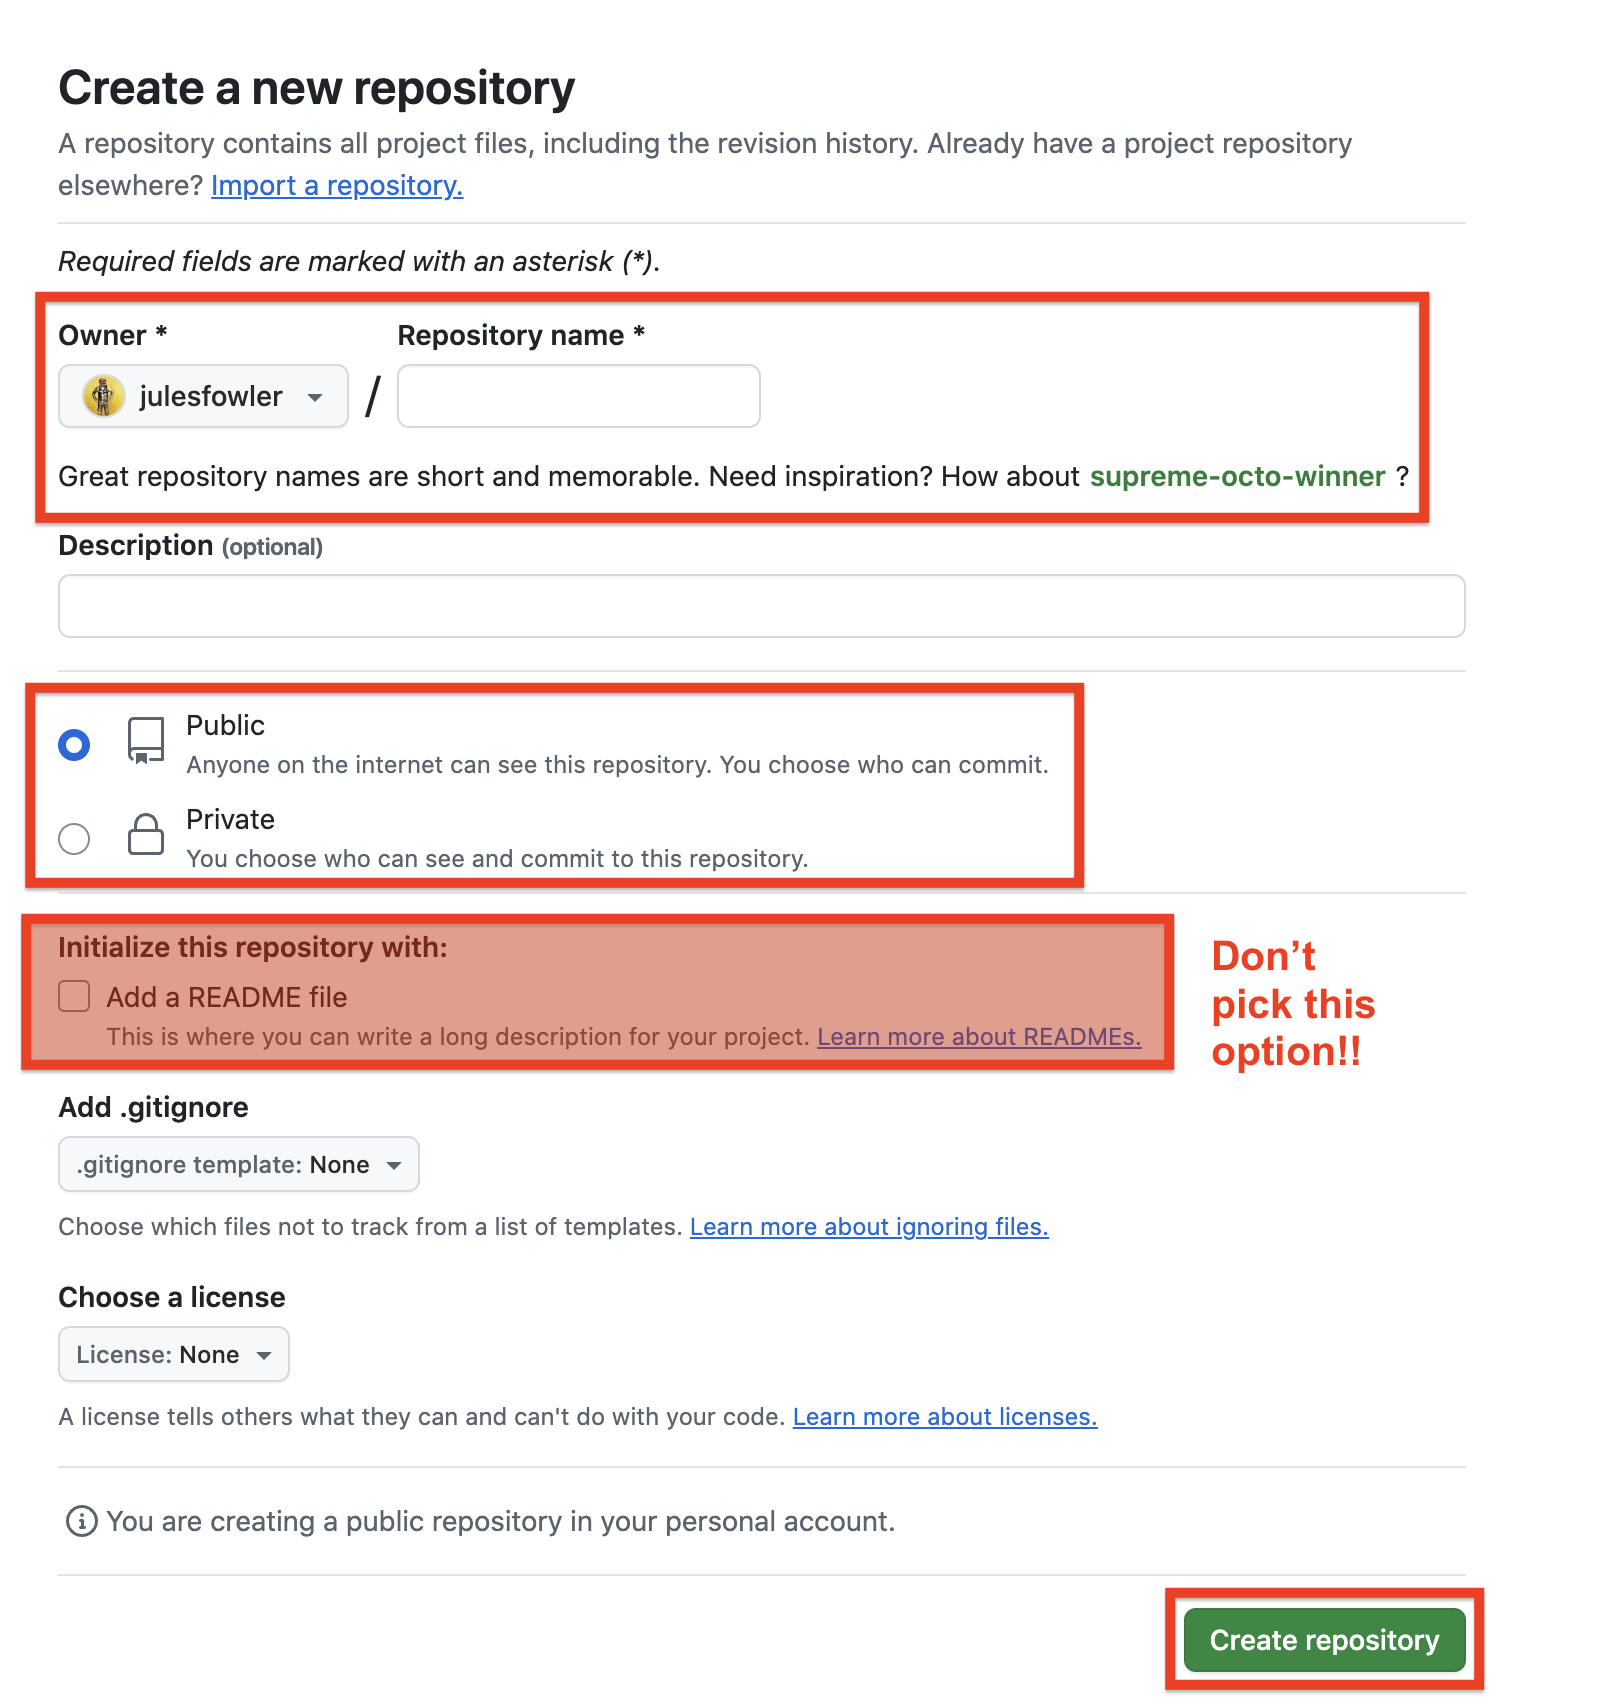 Create a new repository
A repository contains all project files, including the revision history. Already have a project repository
elsewhere? Import a repository.
Required fields are marked with an asterisk (*).
Owner *
Repository name *
julesfowler
/
Great repository names are short and memorable. Need inspiration? How about supreme-octo-winner ?
Description (optional)
Public
Anyone on the internet can see this repository. You choose who can commit.
Private
You choose who can see and commit to this repository.
Initialize this repository with:
Add a README file
This is where you can write a long description for your project. Learn more about READMEs.
Don’t
pick this
option!!
Add .gitignore
.gitignore template: None
Choose which files not to track from a list of templates. Learn more about ignoring files.
Choose a license
License: None
A license tells others what they can and can't do with your code. Learn more about licenses.
You are creating a public repository in your personal account.
Create repository